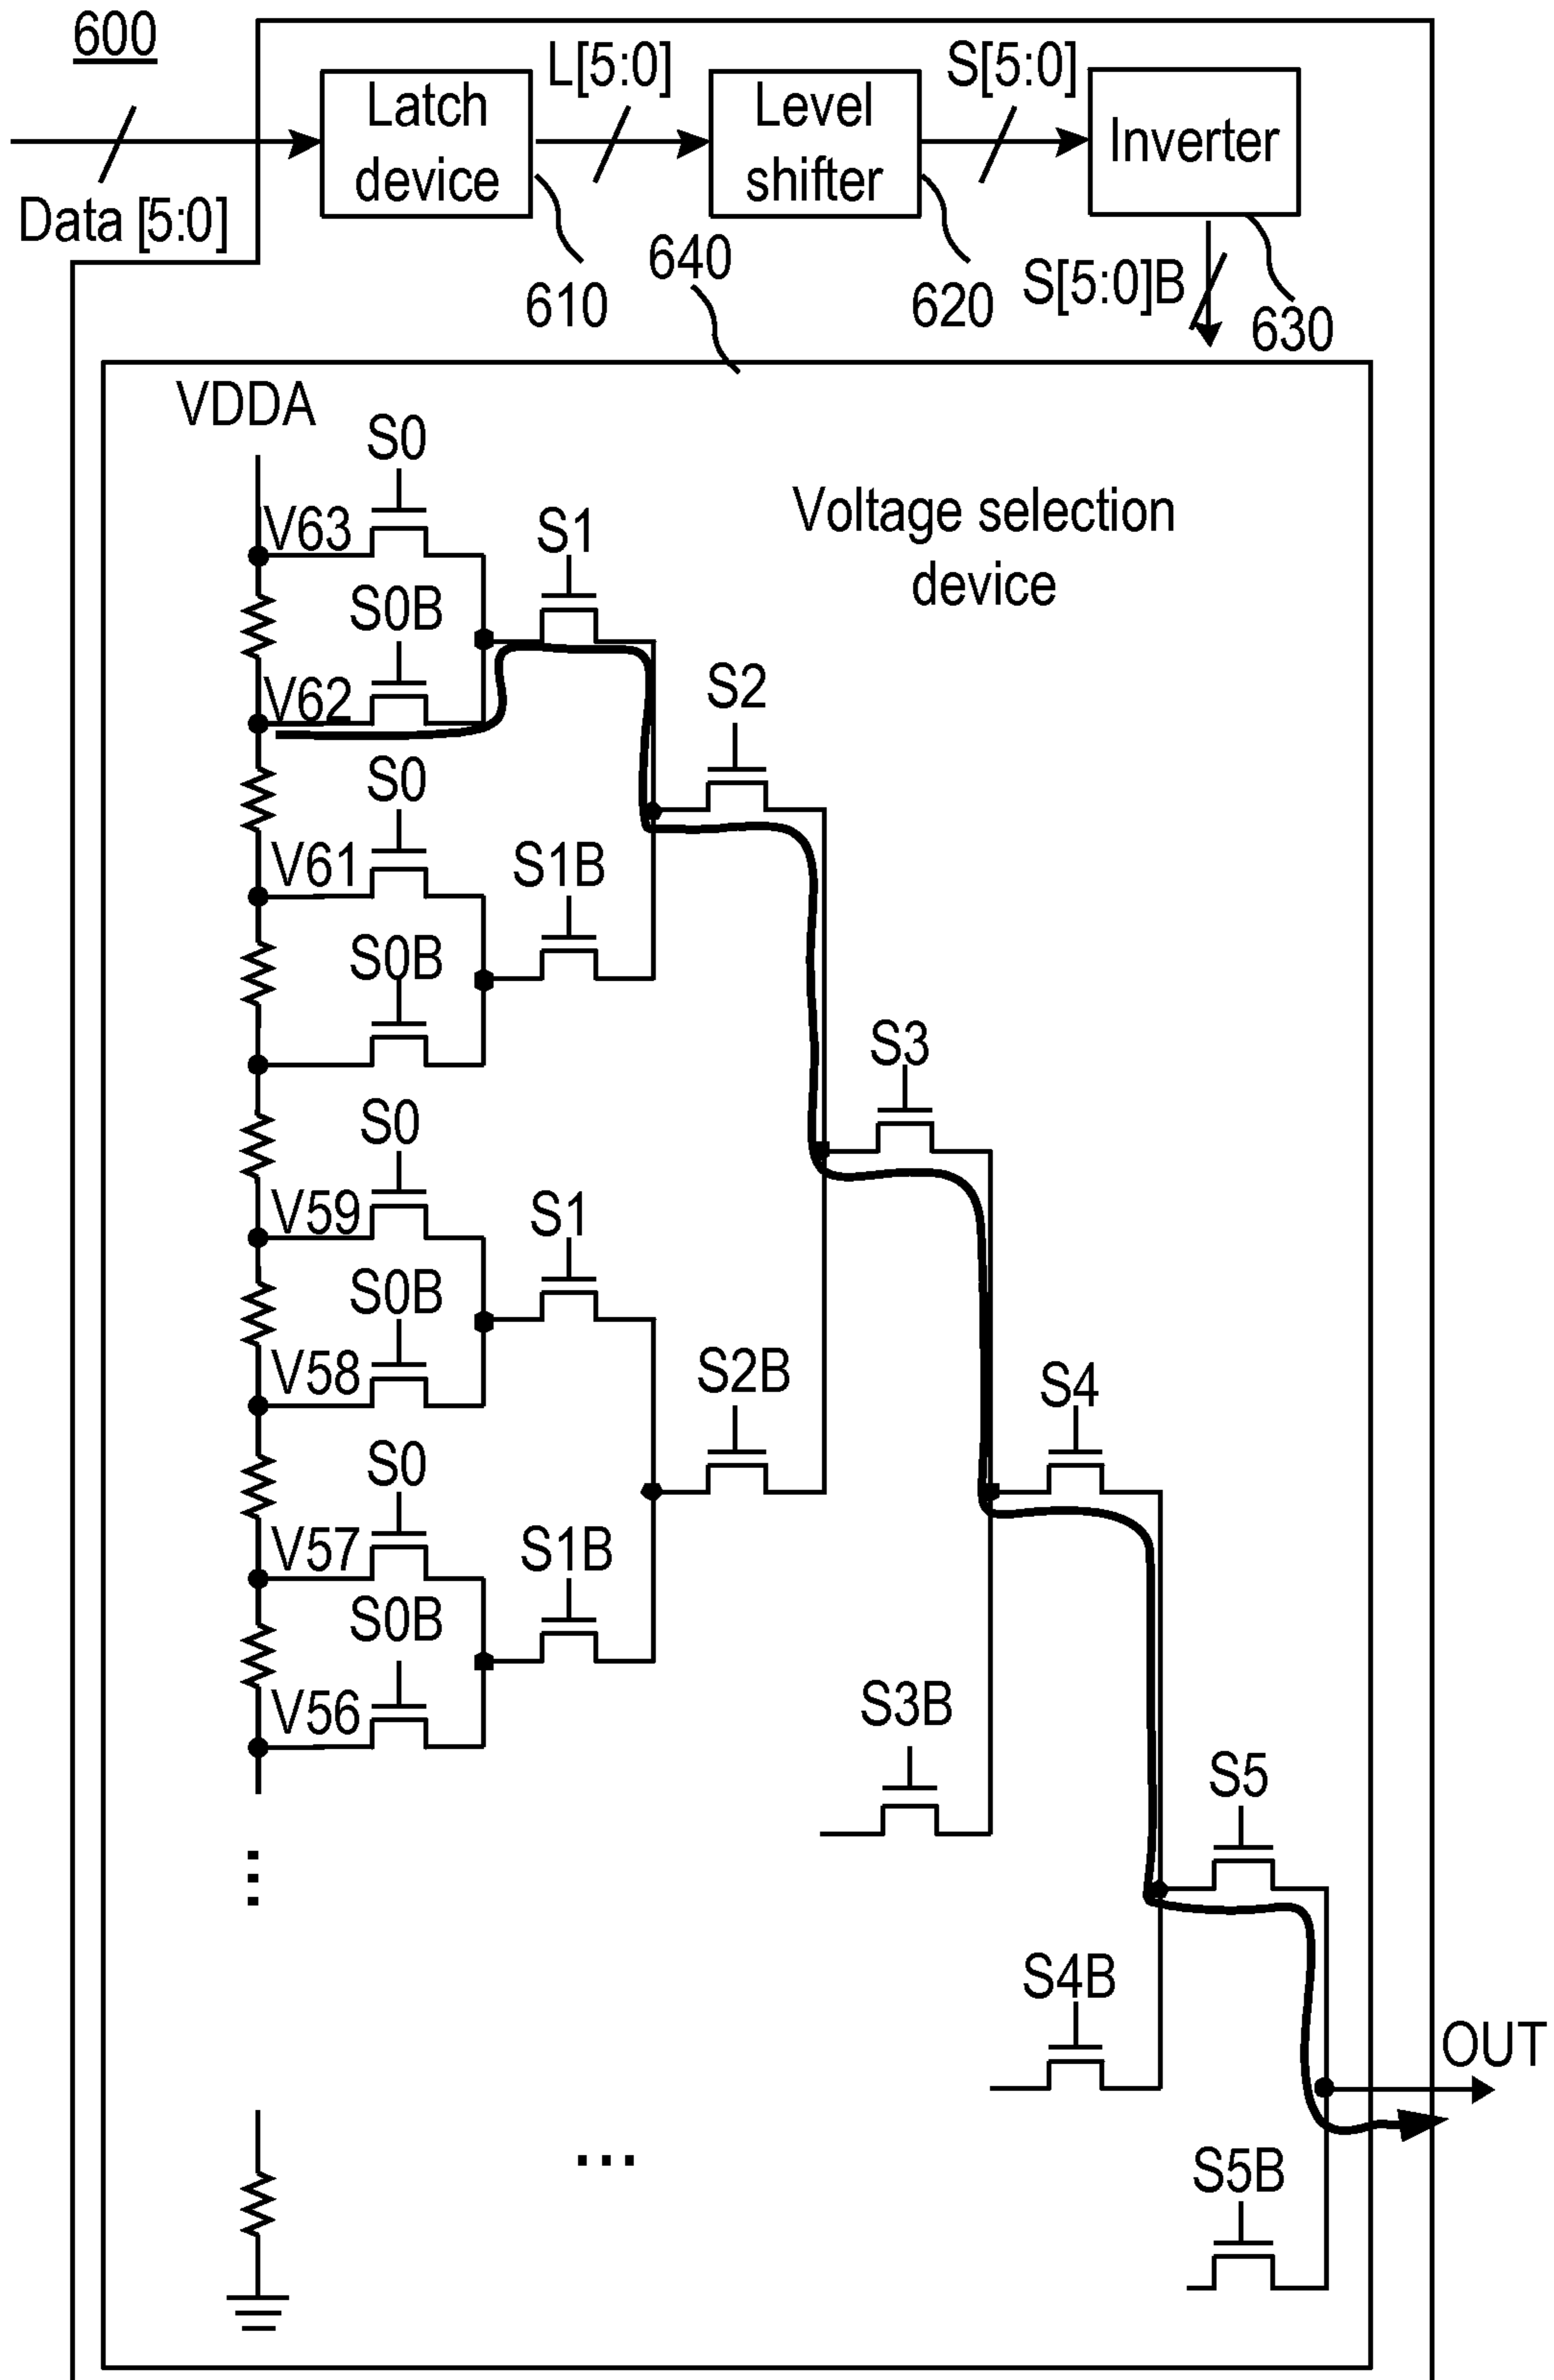 600
Data [5:0]
Latch
device
610
L[5:0]
Level
shifter
620
S[5:0]
Inverter
630
S[5:0]B
640
VDDA
Voltage selection
device
S0
V63
S1
S0B
V62
S2
S0
V61
S1B
S0B
S3
S0
V59
S1
S0B
V58
S2B
S4
S0
V57
S1B
S0B
V56
S3B
S5
...
S4B
OUT
...
S5B